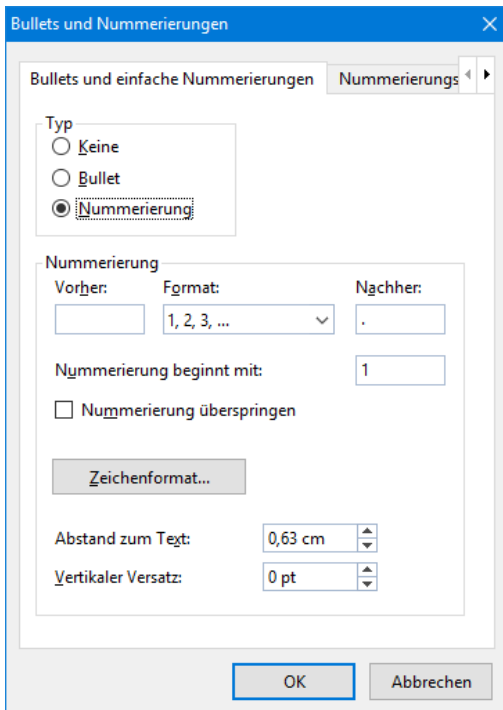 Bullets und Nummerierungen
Bullets und einfache Nummerierungen Nummerierungs
Typ
Keine
Bullet
Nummerierung
Nummerierung
Vorher: Format: Nachher:
1, 2, 3, ... .
Nummerierung beginnt mit: 1
Nummerierung überspringen
Zeichenformat...
Abstand zum Text: 0,63 cm
Vertikaler Versatz: 0 pt
OK Abbrechen